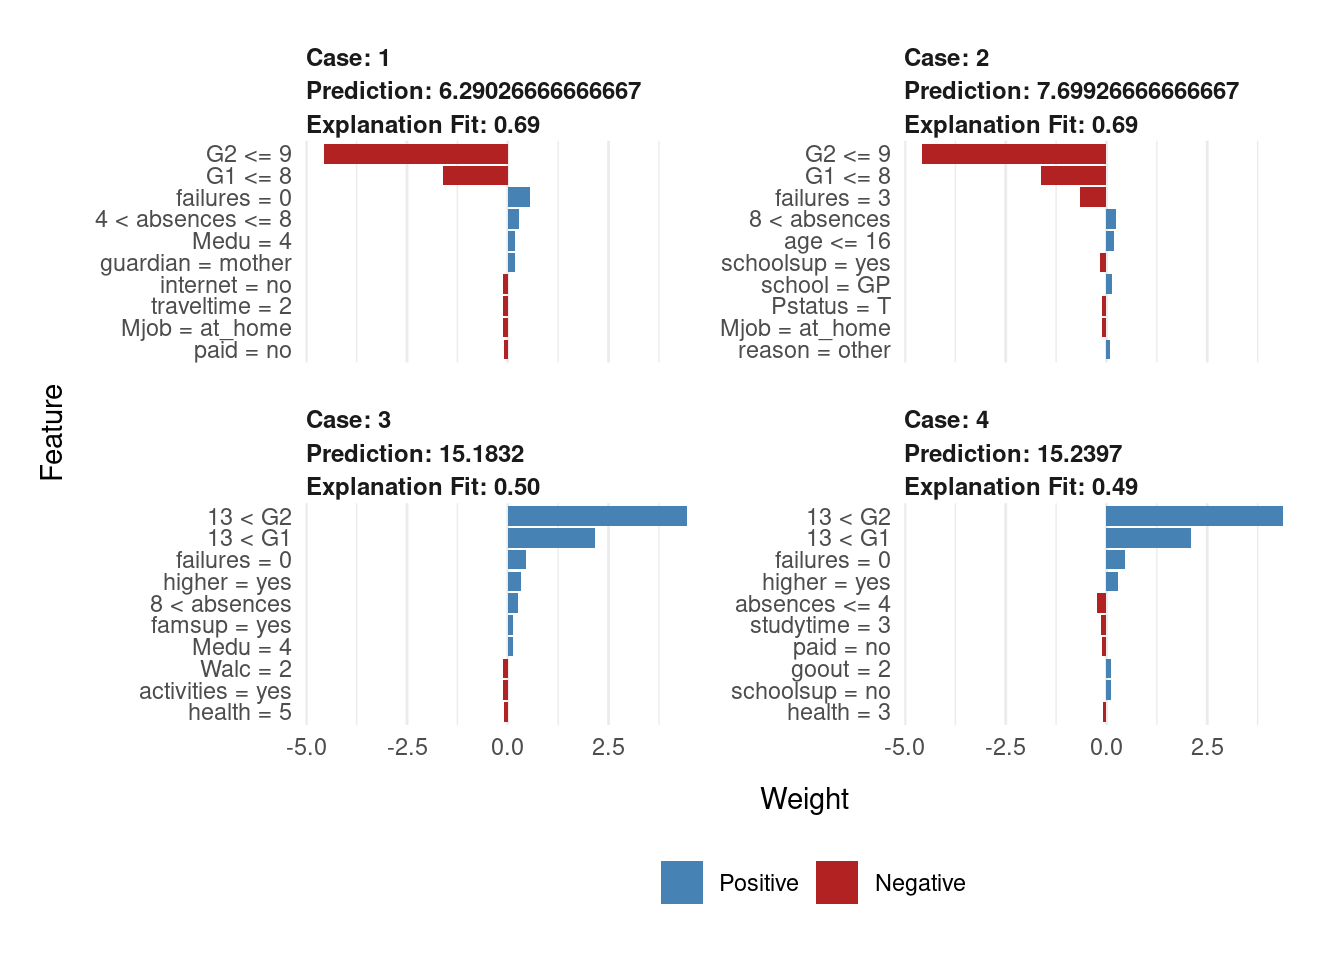 Case: 1
Prediction: 6.29026666666667
Explanation Fit: 0.69
G2 <= 9
G1 <= 8
failures = 0
4 < absences <= 8
Medu = 4
guardian = mother
internet = no
traveltime = 2
Mjob = at_home
paid = no
Case: 2
Prediction: 7.69926666666667
Explanation Fit: 0.69
G2 <= 9
G1 <= 8
failures = 3
8 < absences
age <= 16
schoolsup = yes
school = GP
Pstatus = T
Mjob = at_home
reason = other
Feature
Case: 3
Prediction: 15.1832
Explanation Fit: 0.50
13 < G2
13 < G1
failures = 0
higher = yes
8 < absences
famsup = yes
Medu = 4
Walc = 2
activities = yes
health = 5
-5.0 -2.5 0.0 2.5
Case: 4
Prediction: 15.2397
Explanation Fit: 0.49
13 < G2
13 < G1
failures = 0
higher = yes
absences <= 4
studytime = 3
paid = no
goout = 2
schoolsup = no
health = 3
-5.0 -2.5 0.0 2.5
Weight
Positive Negative